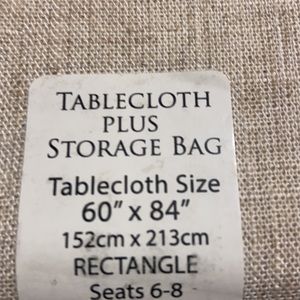 TABLECLOTH
PLUS
STORAGE BAG
Tablecloth Size
60” x 84”
152cm x 213cm
RECTANGLE
Seats 6-8